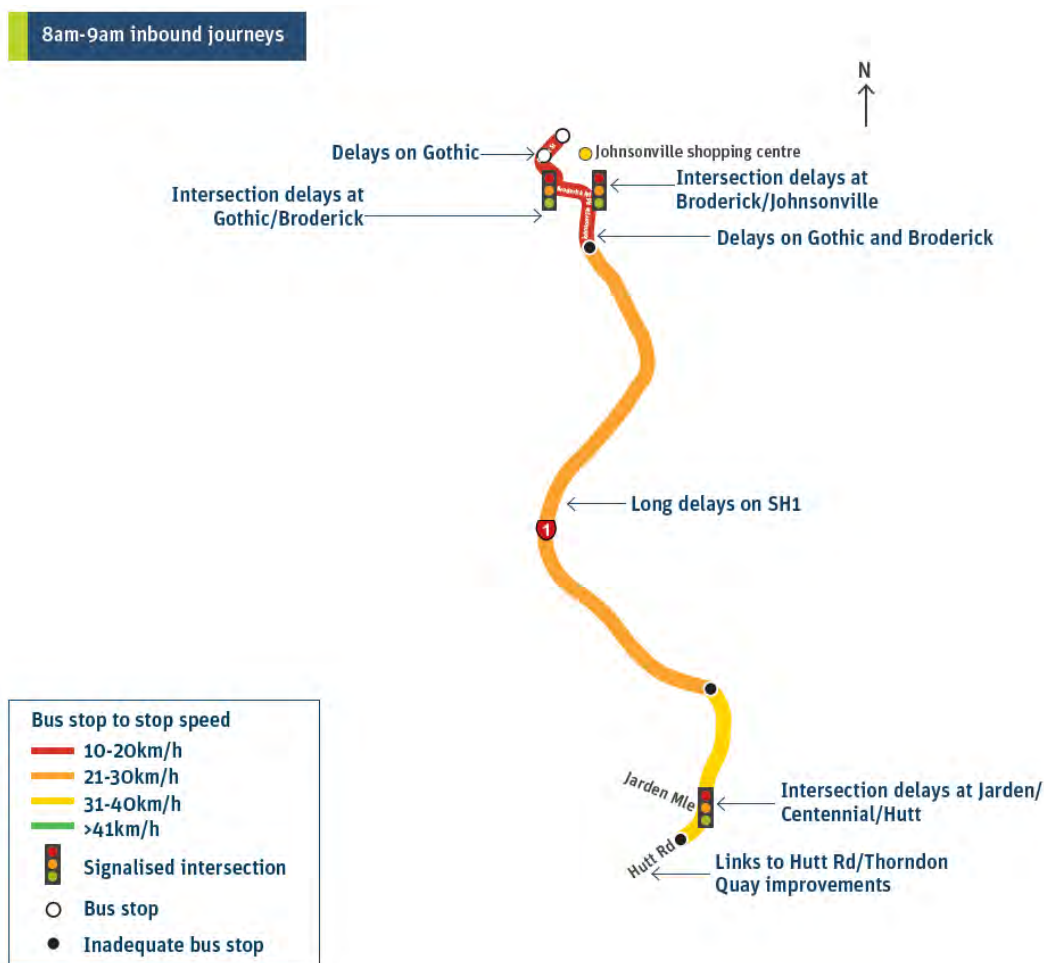 8am-9am inbound journeys
N
Delays on Gothic
Johnsonville shopping centre
Intersection delays at
Gothic/Broderick
Intersection delays at
Broderick/Johnsonville
Broderick Rd
Delays on Gothic and Broderick
Long delays on SH1
1
Bus stop to stop speed
10-20km/h
21-30km/h
31-40km/h
>41km/h
Signalised intersection
Bus stop
Inadequate bus stop
Jarden Mle
Intersection delays at Jarden/
Centennial/Hutt
Hutt Rd
Links to Hutt Rd/Thorndon
Quay improvements